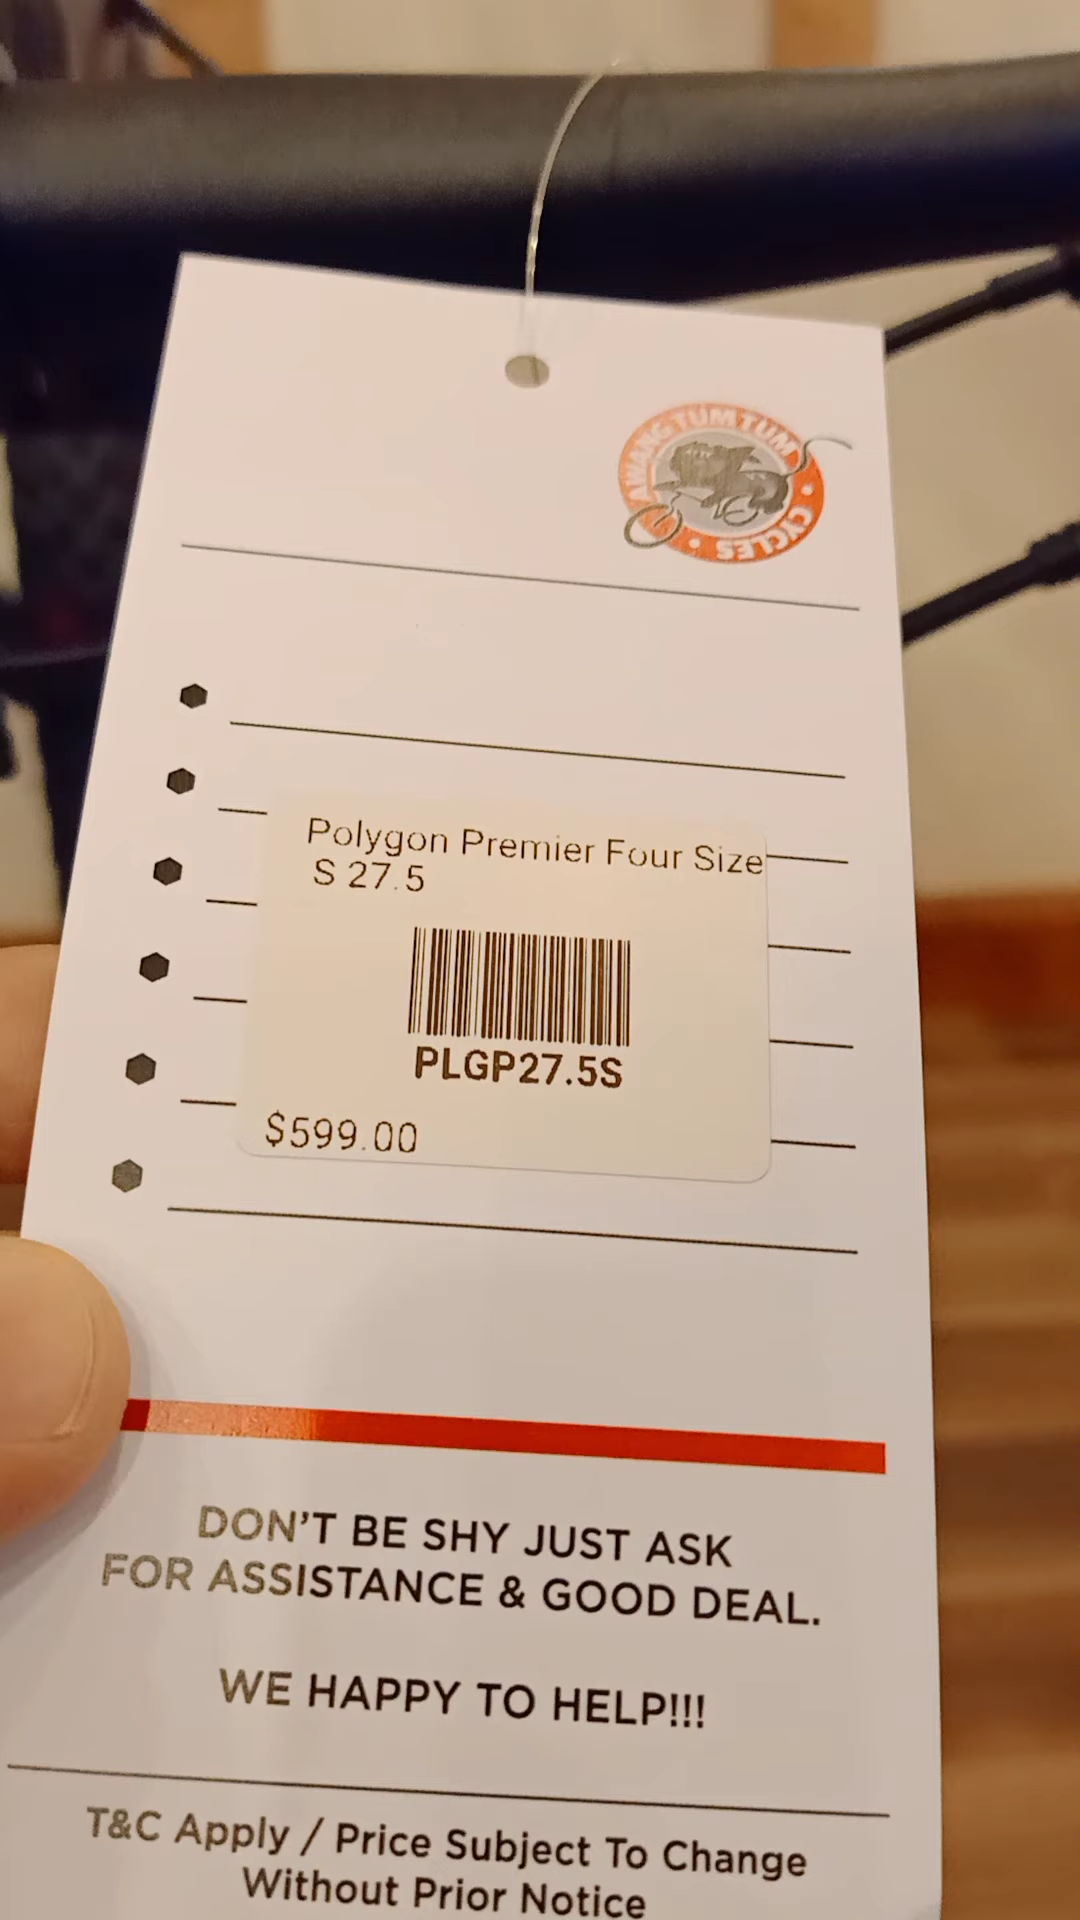 AWANG TUM TUM
CYCLES
Polygon Premier Four Size
S 27.5
PLGP27.5S
$599.00
DON'T BE SHY JUST ASK
FOR ASSISTANCE & GOOD DEAL.
WE HAPPY TO HELP!!!
T&C Apply / Price Subject To Change
Without Prior Notice